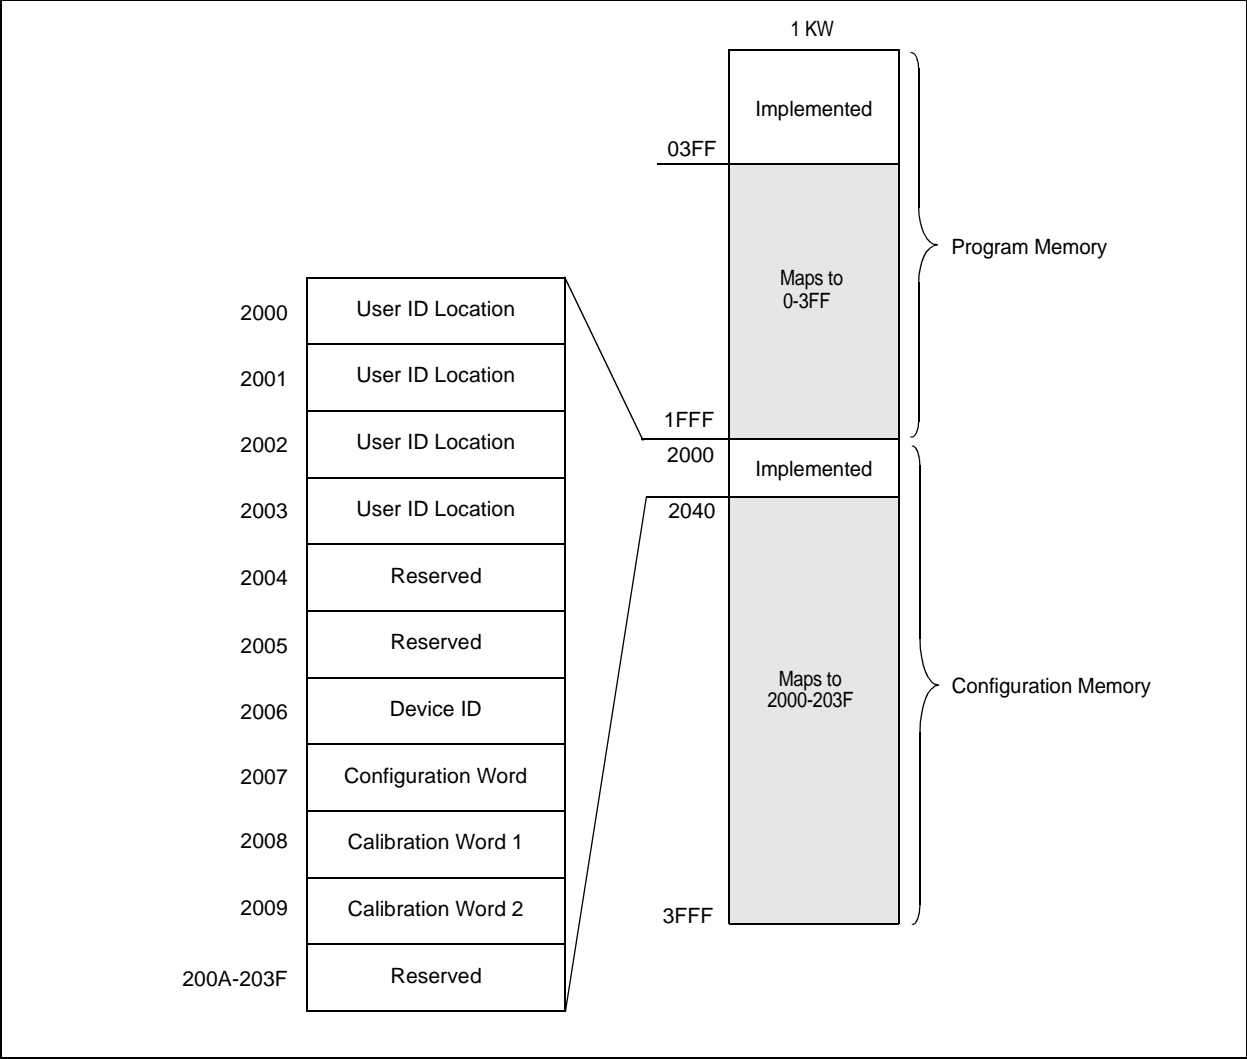 1 KW
Implemented
03FF
Maps to
0-3FF
Program Memory
1FFF
2000
Implemented
2040
Maps to
2000-203F
Configuration Memory
3FFF
2000 User ID Location
2001 User ID Location
2002 User ID Location
2003 User ID Location
2004 Reserved
2005 Reserved
2006 Device ID
2007 Configuration Word
2008 Calibration Word 1
2009 Calibration Word 2
200A-203F Reserved